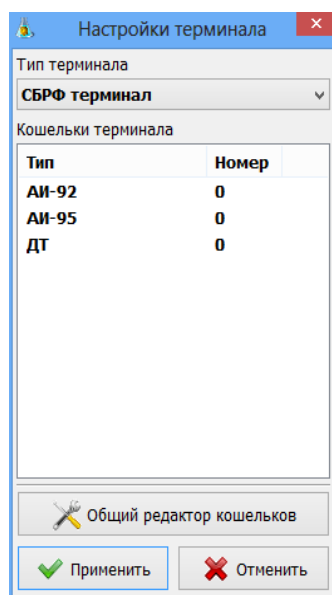 Настройки терминала
Тип терминала
СБРФ терминал
Кошельки терминала
Тип Номер
АИ-92 0
АИ-95 0
ДТ 0
Общий редактор кошельков
Применить Отменить